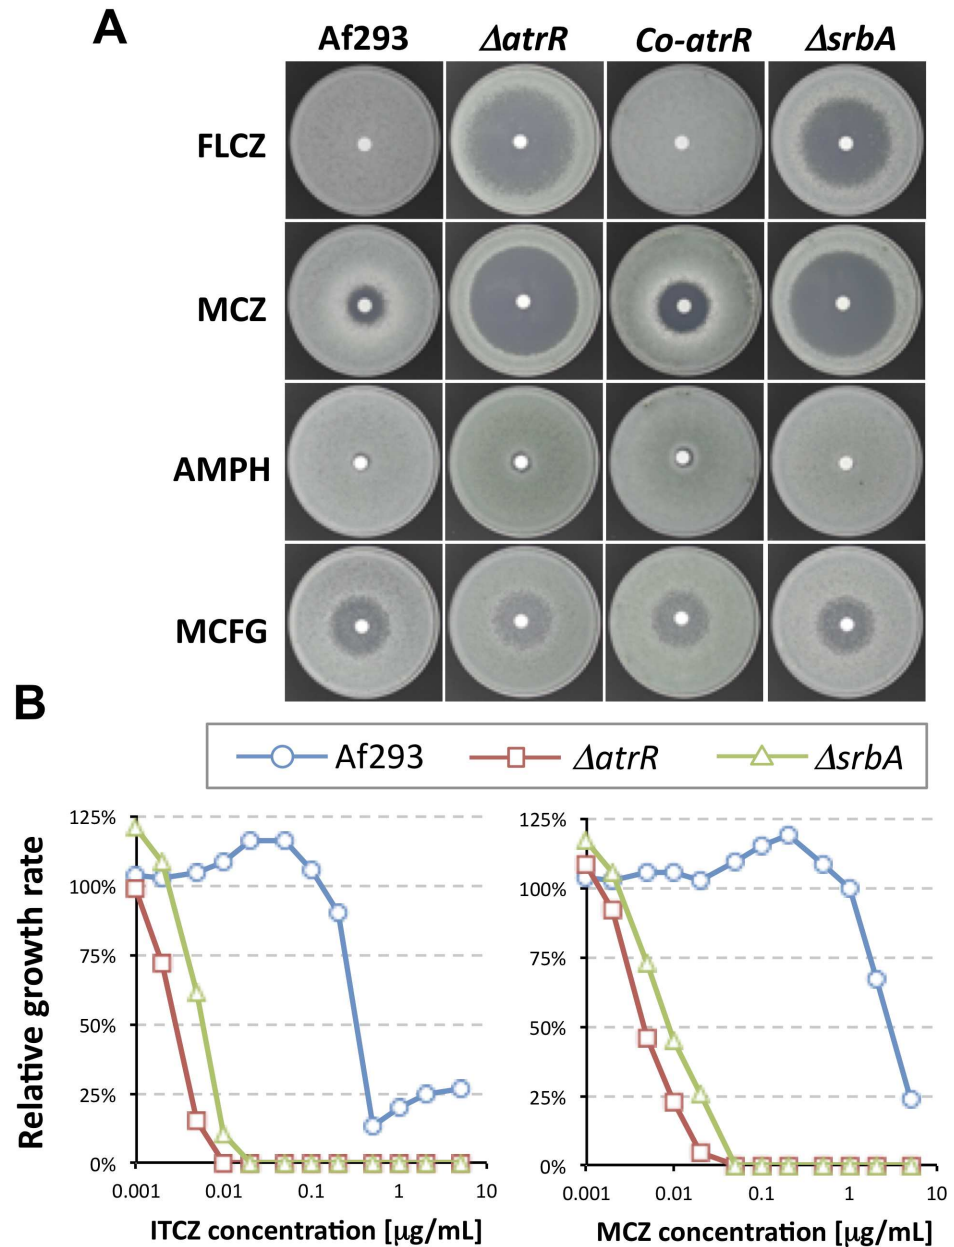 A
Af293 ΔatrR Co-atrR ΔsrbA
FLCZ
MCZ
AMPH
MCFG
B
Af293 ΔatrR ΔsrbA
Relative growth rate
125%
100%
75%
50%
25%
0%
0.001 0.01 0.1 1 10
ITCZ concentration [µg/mL]
125%
100%
75%
50%
25%
0%
0.001 0.01 0.1 1 10
MCZ concentration [µg/mL]